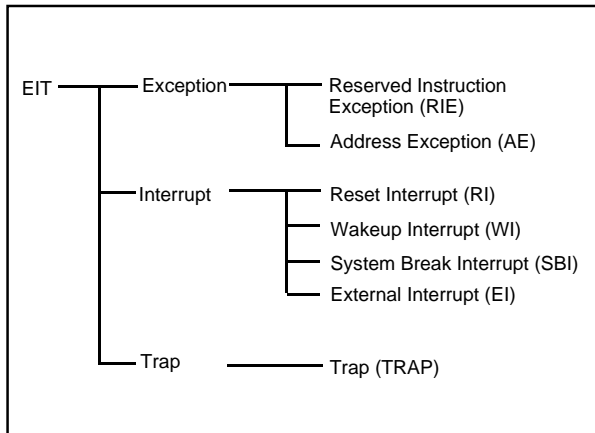 EIT
Exception
Reserved Instruction
Exception (RIE)
Address Exception (AE)
Interrupt
Reset Interrupt (RI)
Wakeup Interrupt (WI)
System Break Interrupt (SBI)
External Interrupt (EI)
Trap
Trap (TRAP)